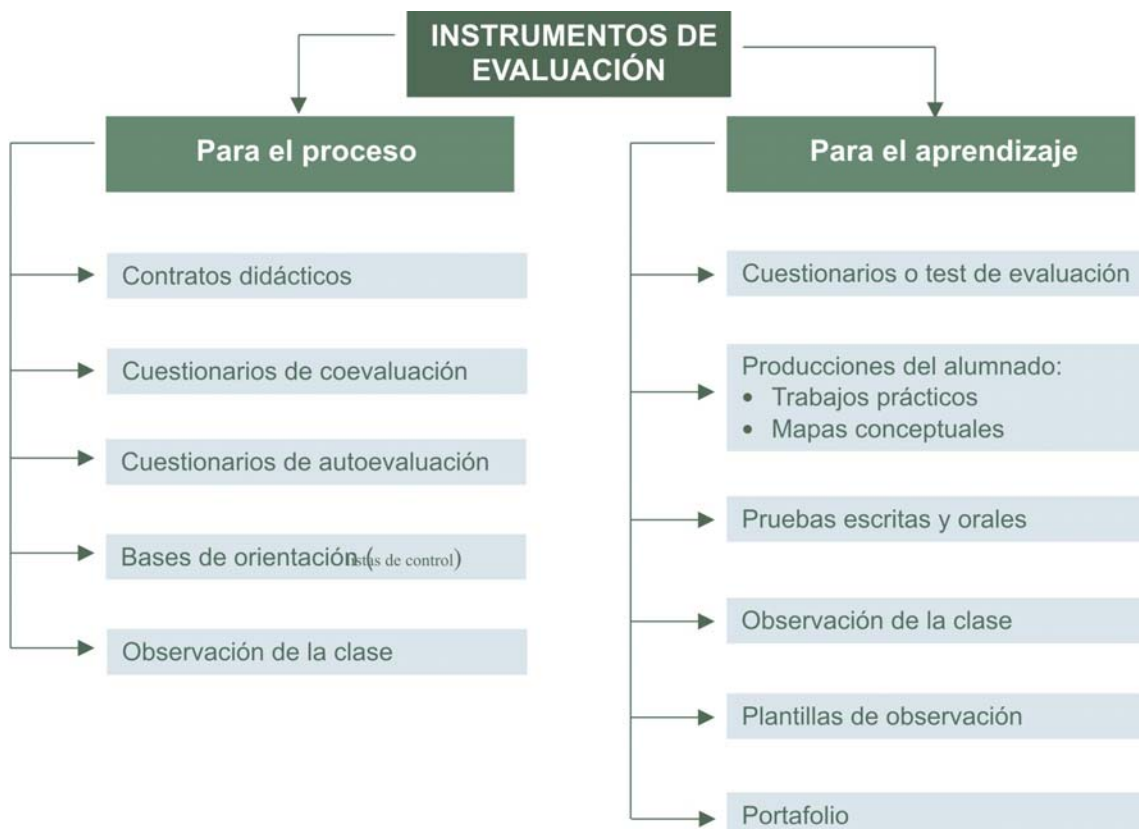 INSTRUMENTOS DE
EVALUACIÓN
Para el proceso
Contratos didácticos
Cuestionarios de coevaluación
Cuestionarios de autoevaluación
Bases de orientación (listas de control)
Observación de la clase
Para el aprendizaje
Cuestionarios o test de evaluación
Producciones del alumnado:
• Trabajos prácticos
• Mapas conceptuales
Pruebas escritas y orales
Observación de la clase
Plantillas de observación
Portafolio